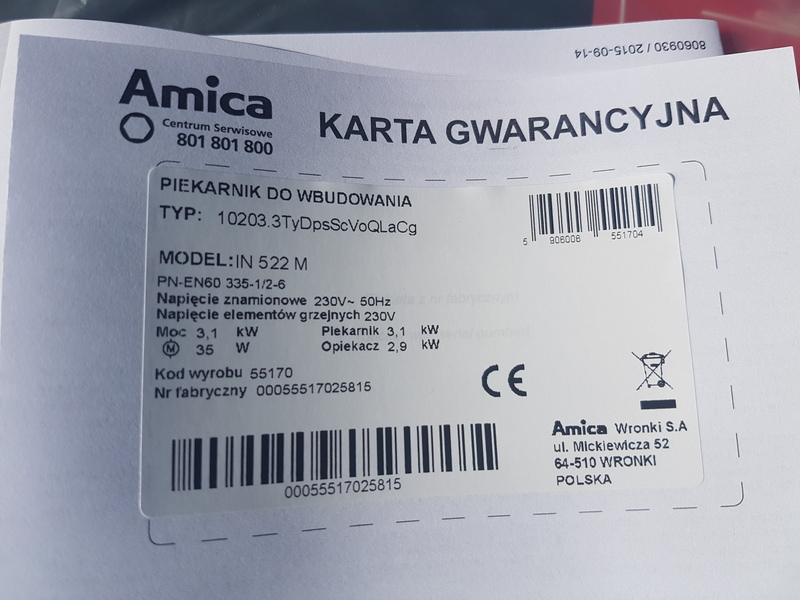 8060930 / 2015-09-14
Amica
Centrum Serwisowe
801 801 800
KARTA GWARANCYJNA
PIEKARNIK DO WBUDOWANIA
TYP: 10203.3TyDpsScVoQLaCg
5 906006 551704
MODEL: IN 522 M
PN-EN60 335-1/2-6
Napięcie znamionowe 230V~ 50Hz
Napięcie elementów grzejnych 230V
Moc 3,1 kW Piekarnik 3,1 kW
M 35 W Opiekacz 2,9 kW
Kod wyrobu 55170
Nr fabryczny 00055517025815
CE
00055517025815
Amica Wronki S.A
ul. Mickiewicza 52
64-510 WRONKI
POLSKA